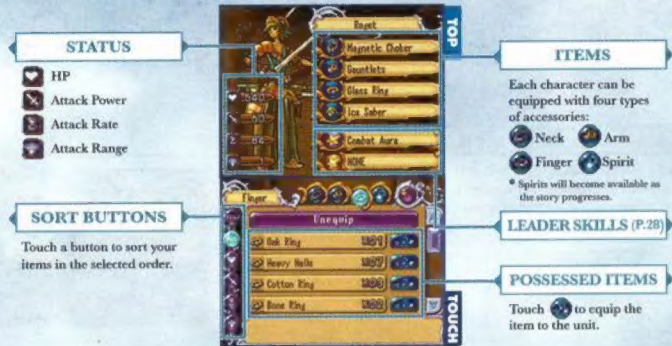 STATUS
HP
Attack Power
Attack Rate
Attack Range
SORT BUTTONS
Touch a button to sort your
items in the selected order.
TOP
Magnetic Choker
Gauntlets
Glass Ring
Ice Saber
Combat Aura
NONE
Finger
Unequip
Oak Ring
Heavy Nails
Cotton Ring
Bone Ring
TOUCH
ITEMS
Each character can be
equipped with four types
of accessories:
Neck Arm
Finger Spirit
* Spirits will become available as
the story progresses.
LEADER SKILLS (P.28)
POSSESSED ITEMS
Touch to equip the
item to the unit.